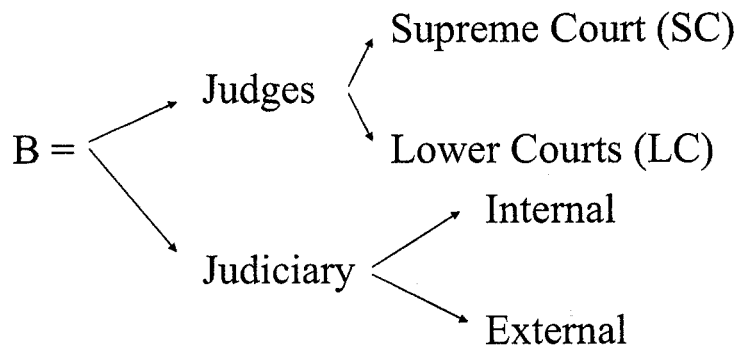 Supreme Court (SC)
Judges
B =
Lower Courts (LC)
Internal
Judiciary
External